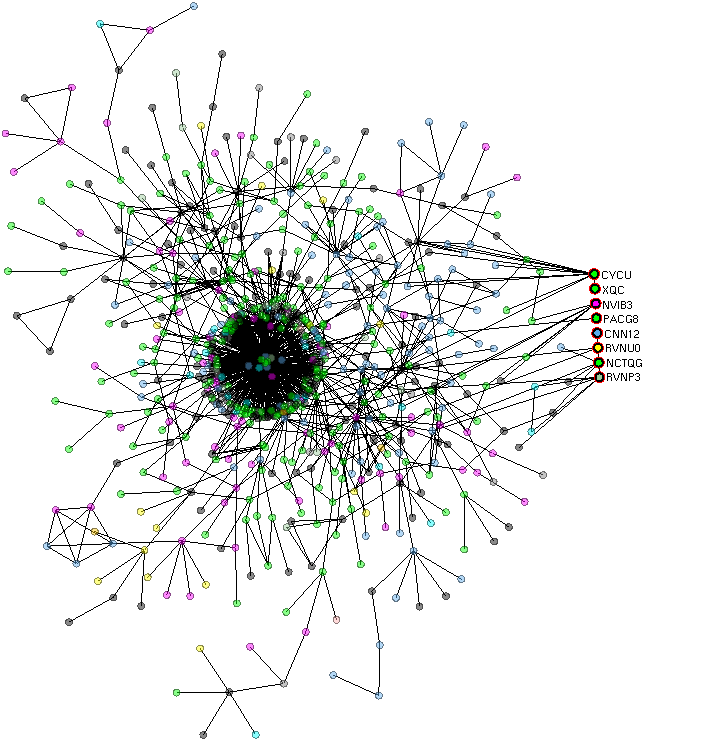 CYCU
XQC
NVIB3
PACG8
CNN12
RVNU0
NCTQG
RVNP3